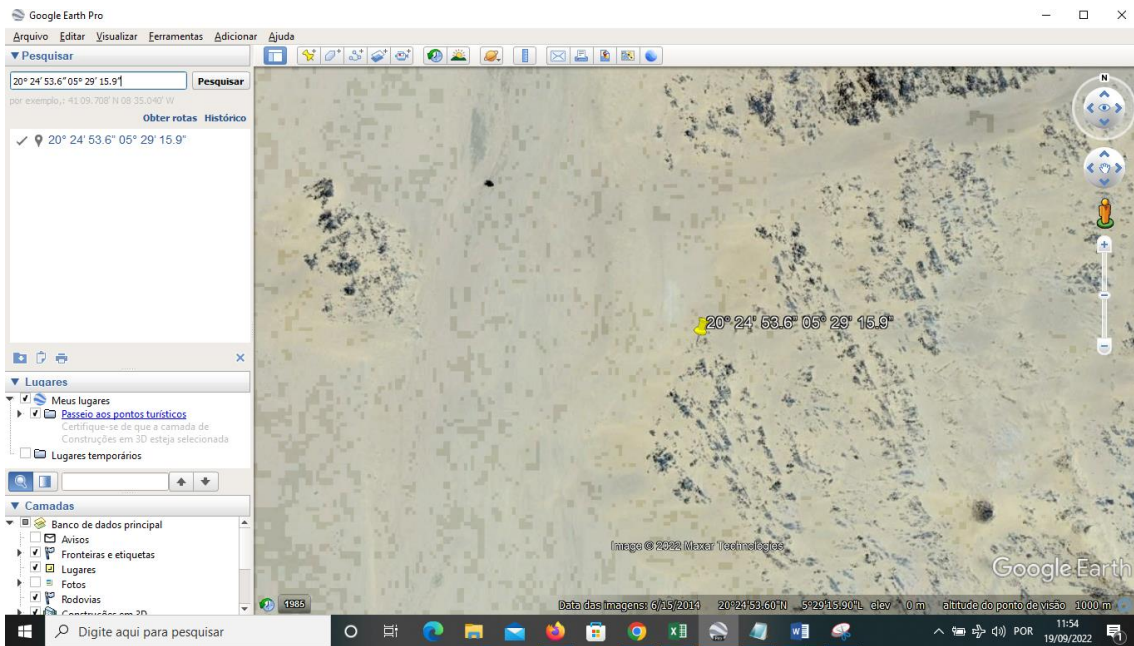 Google Earth Pro
Arquivo Editar Visualizar Ferramentas Adicionar Ajuda
▼ Pesquisar
20° 24' 53.6" 05° 29' 15.9"
Pesquisar
por exemplo,: 41 09.708' N 08 35.040' W
Obter rotas Histórico
20° 24' 53.6" 05° 29' 15.9"
▼ Lugares
Meus lugares
Passeio aos pontos turísticos
Certifique-se de que a camada de
Construções em 3D esteja selecionada
Lugares temporários
▼ Camadas
Banco de dados principal
Avisos
Fronteiras e etiquetas
Lugares
Fotos
Rodovias
Construções em 3D
N
20° 24' 53.6" 05° 29' 15.9"
Image © 2022 Maxar Technologies
Google Earth
1985
Data das imagens: 6/15/2014 20°24'53.60"N 5°29'15.90"L elev 0 m altitude do ponto de visão 1000 m
Digite aqui para pesquisar
POR
11:54
19/09/2022